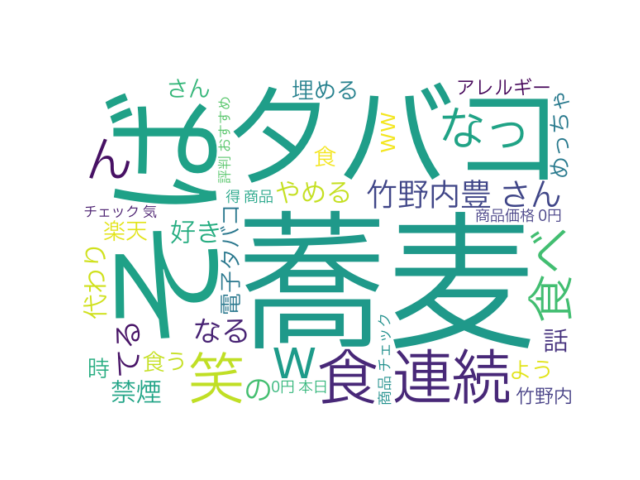 さん
埋める
アレルギー
そば
タバコ
なっ
めっちゃ
ん
評判 おすすめ
食
ww
得 商品
やめる
竹野内豊 さん
チェック 気
楽天
好き
電子タバコ
蕎麦
商品価格 0円
食べ
代わり
てる
なる
w
食 連続
話
時
食う
禁煙
笑
の
0円 本日
商品 チェック
よう
竹野内